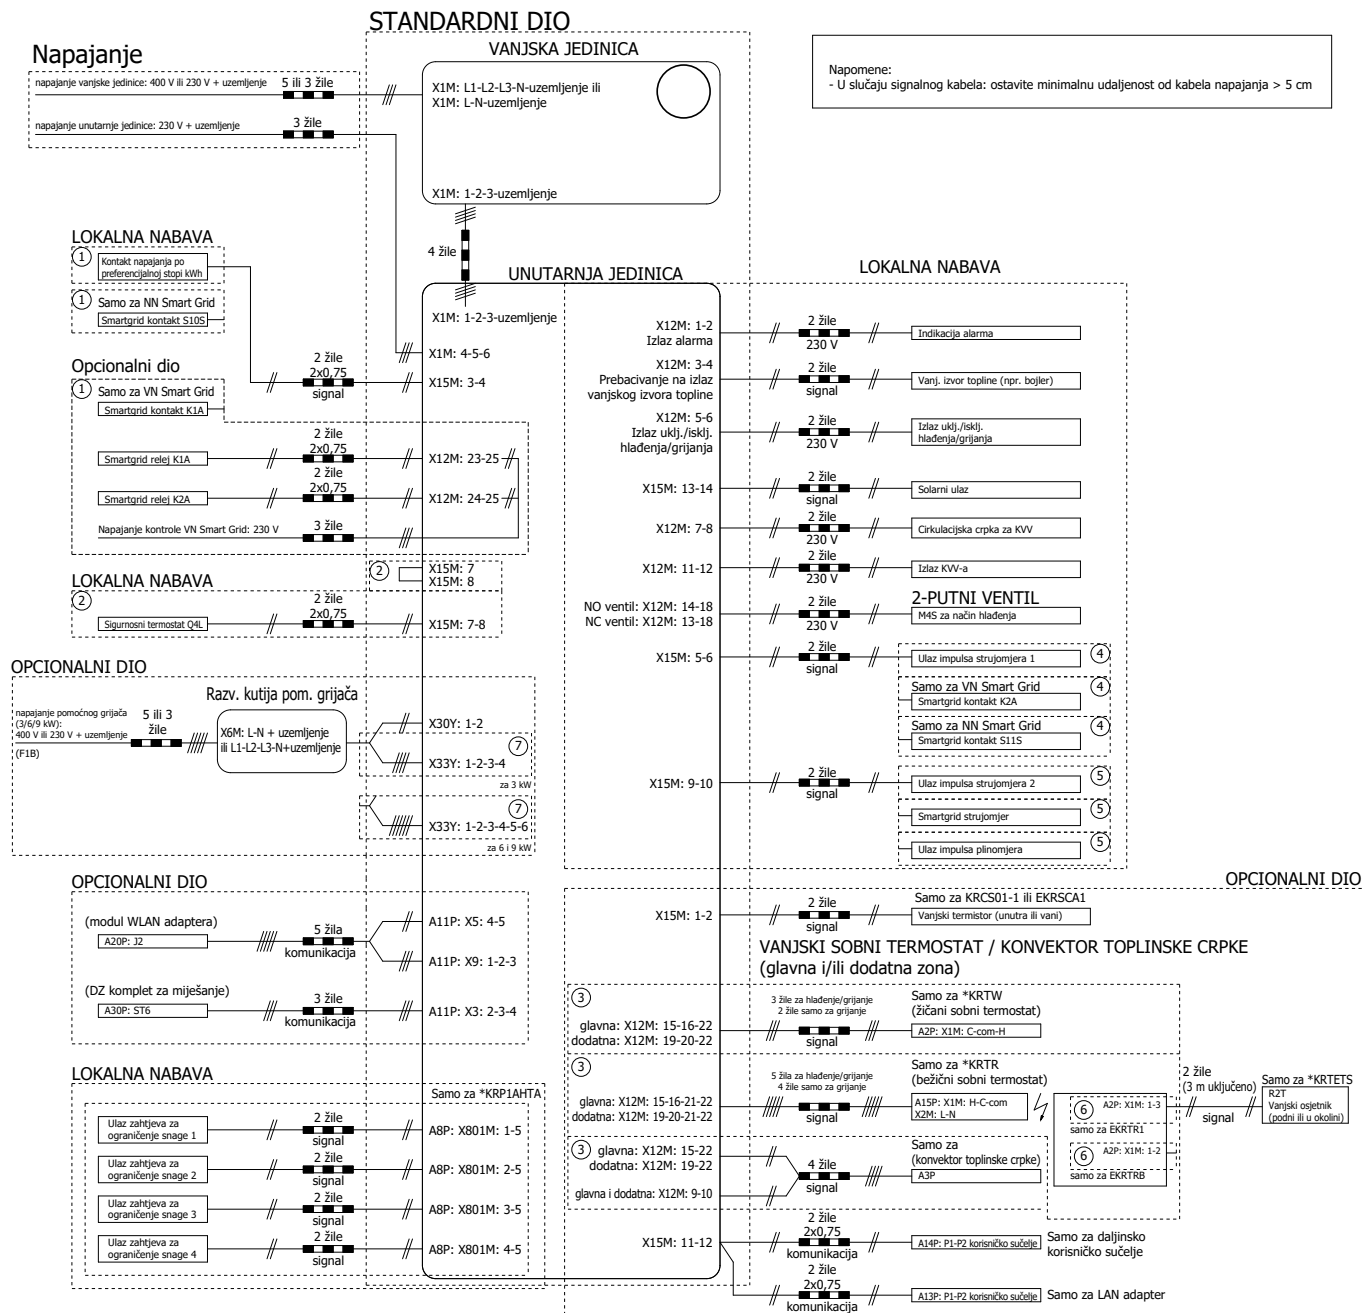 STANDARDNI DIO
Napajanje
napajanje vanjske jedinice: 400 V ili 230 V + uzemljenje
5 ili 3 žile
napajanje unutarnje jedinice: 230 V + uzemljenje
3 žile
VANJSKA JEDINICA
X1M: L1-L2-L3-N-uzemljenje ili
X1M: L-N-uzemljenje
X1M: 1-2-3-uzemljenje
Napomene:
- U slučaju signalnog kabela: ostavite minimalnu udaljenost od kabela napajanja > 5 cm
4 žile
UNUTARNJA JEDINICA
X1M: 1-2-3-uzemljenje
X1M: 4-5-6
LOKALNA NABAVA
1
Kontakt napajanja po
preferencijalnoj stopi kWh
1
Samo za NN Smart Grid
Smartgrid kontakt S10S
2 žile
2x0,75
signal
X15M: 3-4
Opcionalni dio
1
Samo za VN Smart Grid
Smartgrid kontakt K1A
Smartgrid relej K1A
2 žile
2x0,75
X12M: 23-25
Smartgrid relej K2A
2 žile
2x0,75
X12M: 24-25
Napajanje kontrole VN Smart Grid: 230 V
3 žile
2
X15M: 7
X15M: 8
LOKALNA NABAVA
2
Sigurnosni termostat Q4L
2 žile
2x0,75
X15M: 7-8
OPCIONALNI DIO
napajanje pomoćnog grijača
(3/6/9 kW):
400 V ili 230 V + uzemljenje
(F1B)
5 ili 3
žile
Razv. kutija pom. grijača
X6M: L-N + uzemljenje
ili L1-L2-L3-N+uzemljenje
X30Y: 1-2
7
X33Y: 1-2-3-4
za 3 kW
7
X33Y: 1-2-3-4-5-6
za 6 i 9 kW
OPCIONALNI DIO
(modul WLAN adaptera)
A20P: J2
5 žila
komunikacija
A11P: X5: 4-5
A11P: X9: 1-2-3
(DZ komplet za miješanje)
A30P: ST6
3 žile
komunikacija
A11P: X3: 2-3-4
LOKALNA NABAVA
Samo za *KRP1AHTA
Ulaz zahtjeva za
ograničenje snage 1
2 žile
signal
A8P: X801M: 1-5
Ulaz zahtjeva za
ograničenje snage 2
2 žile
signal
A8P: X801M: 2-5
Ulaz zahtjeva za
ograničenje snage 3
2 žile
signal
A8P: X801M: 3-5
Ulaz zahtjeva za
ograničenje snage 4
2 žile
signal
A8P: X801M: 4-5
LOKALNA NABAVA
X12M: 1-2
Izlaz alarma
2 žile
230 V
Indikacija alarma
X12M: 3-4
Prebacivanje na izlaz
vanjskog izvora topline
2 žile
signal
Vanj. izvor topline (npr. bojler)
X12M: 5-6
Izlaz uklj./isklj.
hlađenja/grijanja
2 žile
230 V
Izlaz uklj./isklj.
hlađenja/grijanja
X15M: 13-14
2 žile
signal
Solarni ulaz
X12M: 7-8
2 žile
230 V
Cirkulacijska crpka za KVV
X12M: 11-12
2 žile
230 V
Izlaz KVV-a
2-PUTNI VENTIL
NO ventil: X12M: 14-18
NC ventil: X12M: 13-18
2 žile
230 V
M4S za način hlađenja
X15M: 5-6
2 žile
signal
Ulaz impulsa strujomjera 1
4
Samo za VN Smart Grid
Smartgrid kontakt K2A
4
Samo za NN Smart Grid
Smartgrid kontakt S11S
4
X15M: 9-10
2 žile
signal
Ulaz impulsa strujomjera 2
5
Smartgrid strujomjer
5
Ulaz impulsa plinomjera
5
OPCIONALNI DIO
Samo za KRCS01-1 ili EKRSCA1
X15M: 1-2
2 žile
signal
Vanjski termistor (unutra ili vani)
VANJSKI SOBNI TERMOSTAT / KONVEKTOR TOPLINSKE CRPKE
(glavna i/ili dodatna zona)
3
glavna: X12M: 15-16-22
dodatna: X12M: 19-20-22
3 žile za hlađenje/grijanje
2 žile samo za grijanje
signal
Samo za *KRTW
(žičani sobni termostat)
A2P: X1M: C-com-H
3
glavna: X12M: 15-16-21-22
dodatna: X12M: 19-20-21-22
5 žila za hlađenje/grijanje
4 žile samo za grijanje
signal
Samo za *KRTR
(bežični sobni termostat)
A15P: X1M: H-C-com
X2M: L-N
6
A2P: X1M: 1-3
samo za EKRTR1
6
A2P: X1M: 1-2
samo za EKRTRB
2 žile
(3 m uključeno)
signal
Samo za *KRTETS
R2T
Vanjski osjetnik
(podni ili u okolini)
3
glavna: X12M: 15-22
dodatna: X12M: 19-22
glavna i dodatna: X12M: 9-10
4 žile
signal
Samo za
(konvektor toplinske crpke)
A3P
X15M: 11-12
2 žile
2x0,75
komunikacija
A14P: P1-P2 korisničko sučelje
Samo za daljinsko
korisničko sučelje
2 žile
2x0,75
komunikacija
A13P: P1-P2 korisničko sučelje
Samo za LAN adapter